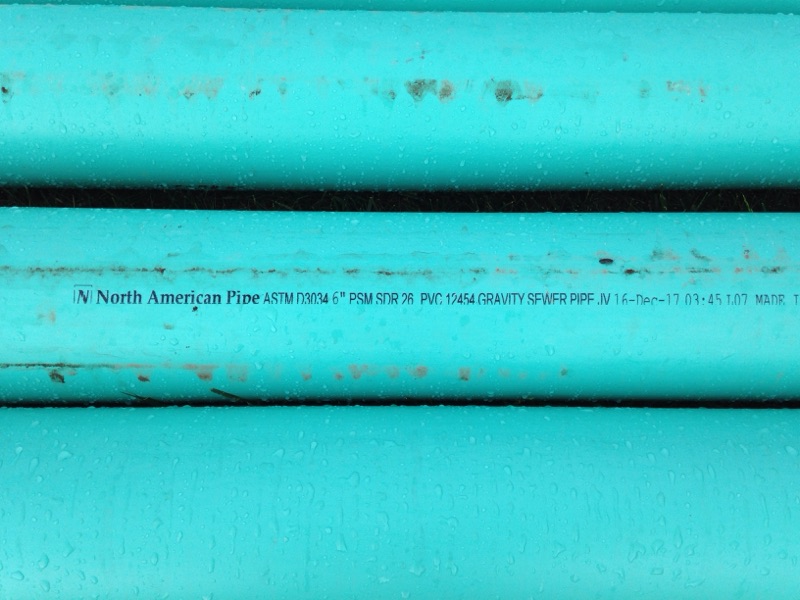 N North American Pipe ASTM D3034 6" PSM SDR 26 PVC 12454 GRAVITY SEWER PIPE JV 16-Dec-17 03:45 L07 MADE I